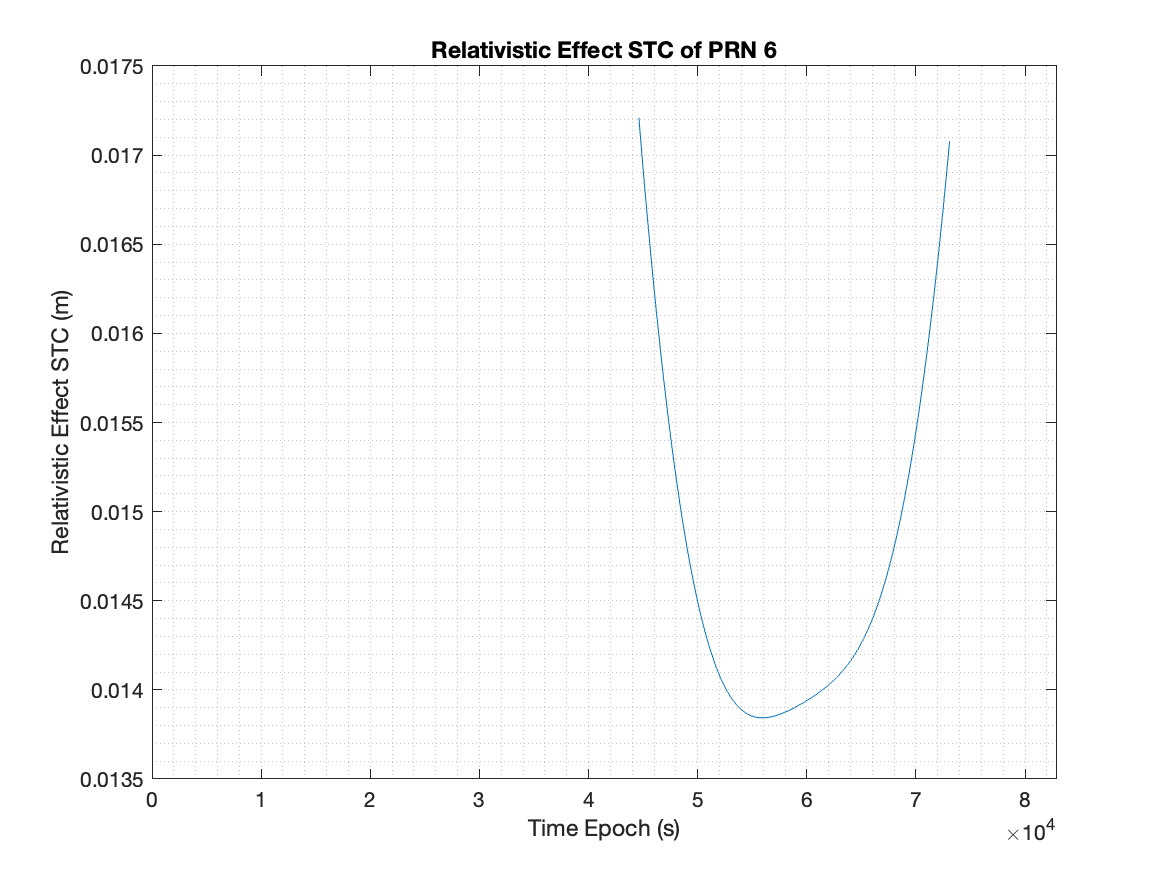 Relativistic Effect STC of PRN 6
0.0175
0.017
0.0165
0.016
0.0155
0.015
0.0145
0.014
0.0135
Relativistic Effect STC (m)
0 1 2 3 4 5 6 7 8
Time Epoch (s)
×10⁴